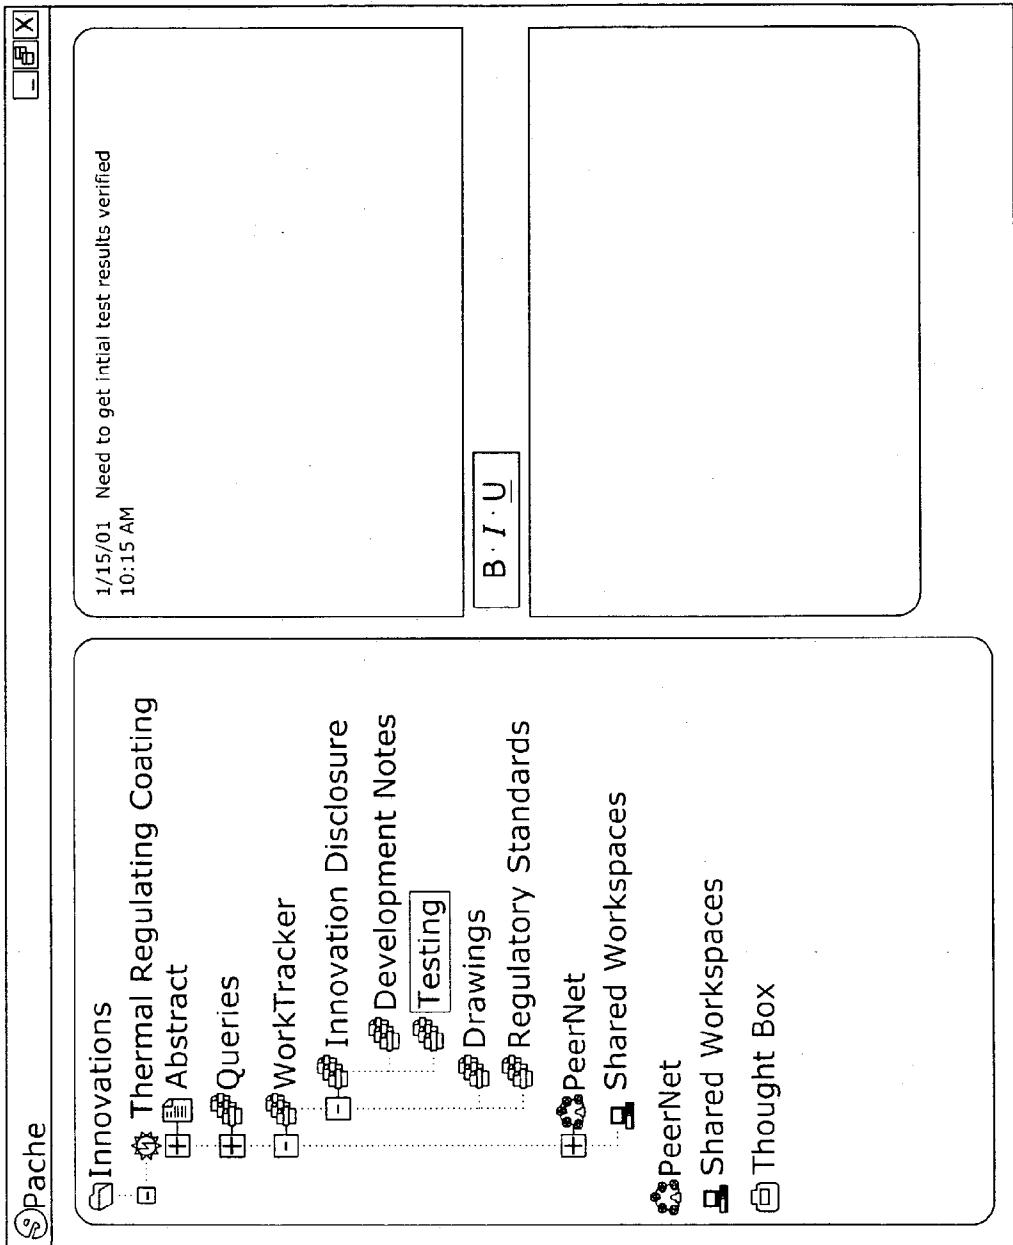 Pache
_ X
Innovations
- Thermal Regulating Coating
+ Abstract
+ Queries
- WorkTracker
- Innovation Disclosure
Development Notes
Testing
Drawings
Regulatory Standards
+ PeerNet
Shared Workspaces
PeerNet
Shared Workspaces
Thought Box
1/15/01 Need to get intial test results verified
10:15 AM
B · I · U